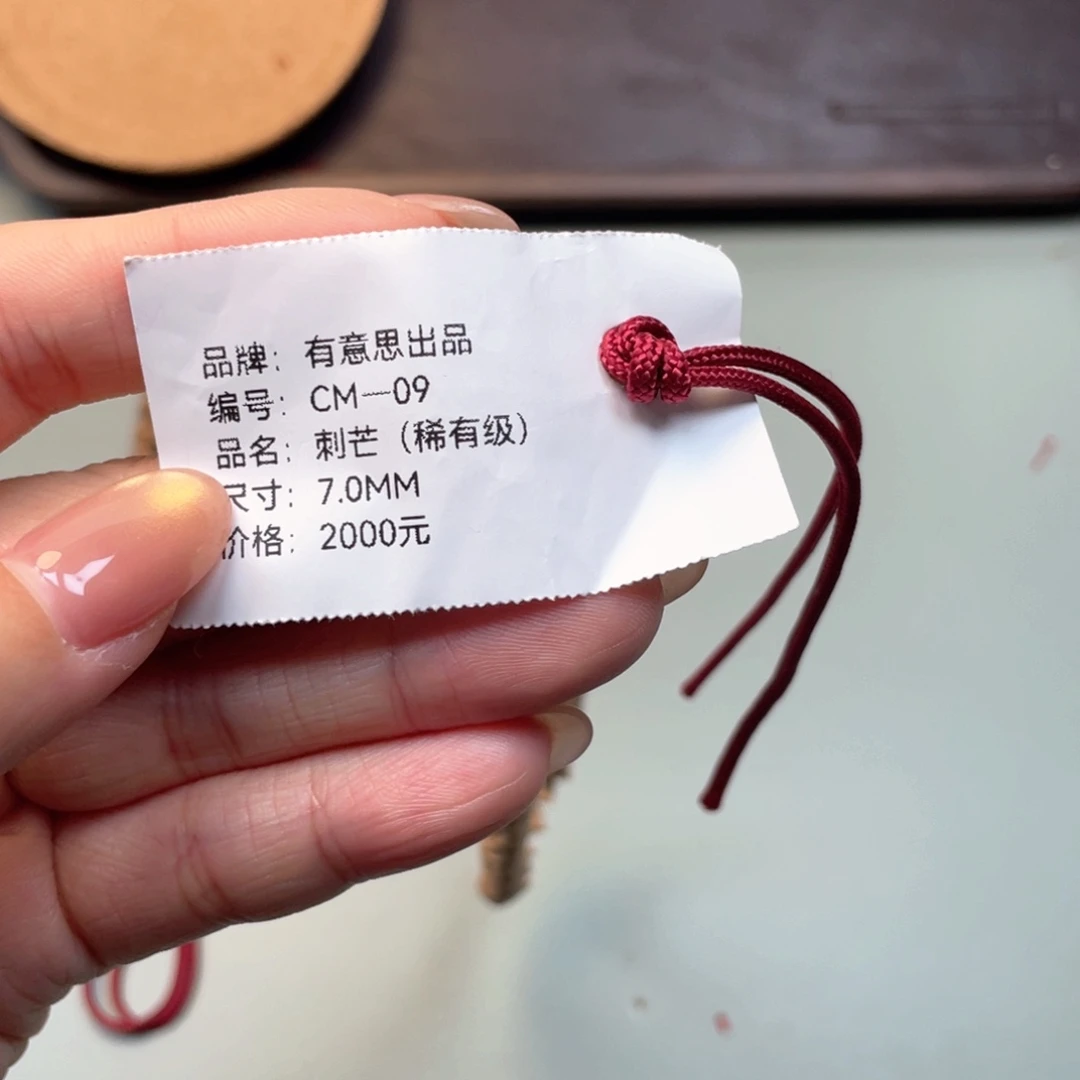 品牌：有意思出品
编号：CM—09
品名：刺芒（稀有级）
尺寸：7.0MM
价格：2000元